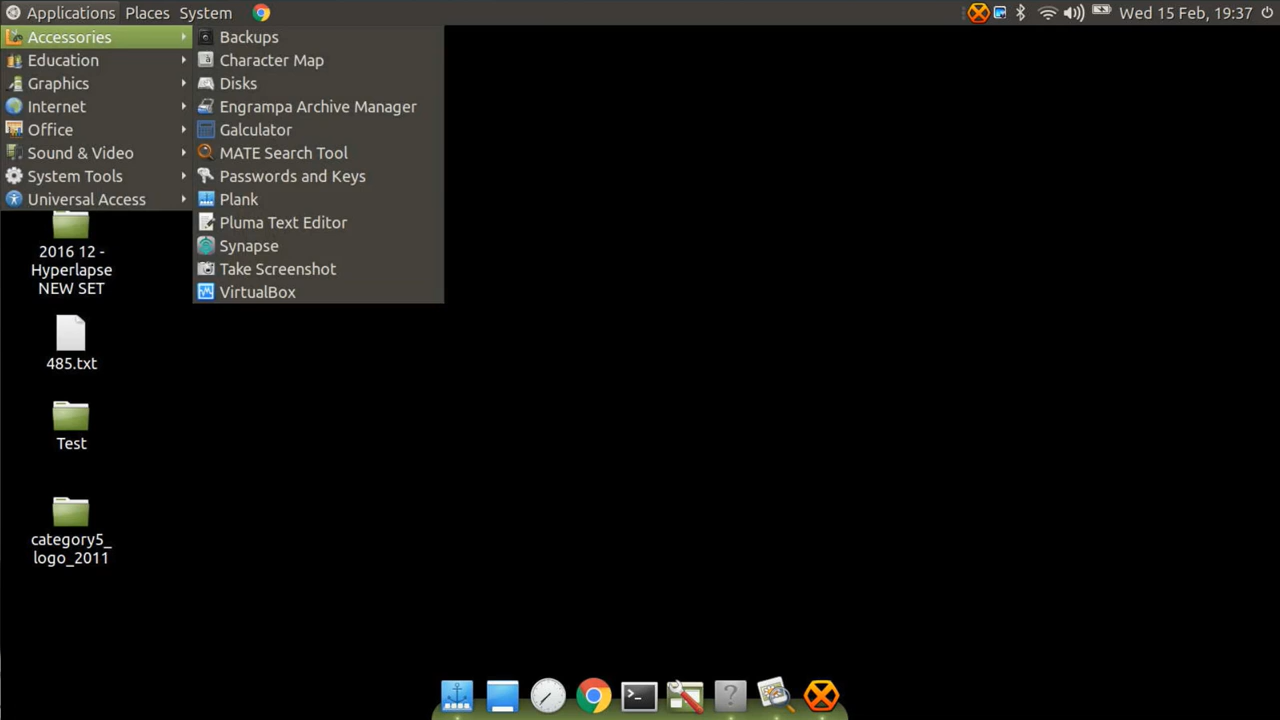 Applications Places System
Wed 15 Feb, 19:37
Accessories
Education
Graphics
Internet
Office
Sound & Video
System Tools
Universal Access
Backups
Character Map
Disks
Engrampa Archive Manager
Galculator
MATE Search Tool
Passwords and Keys
Plank
Pluma Text Editor
Synapse
Take Screenshot
VirtualBox
2016 12 -
Hyperlapse
NEW SET
485.txt
Test
category5_
logo_2011